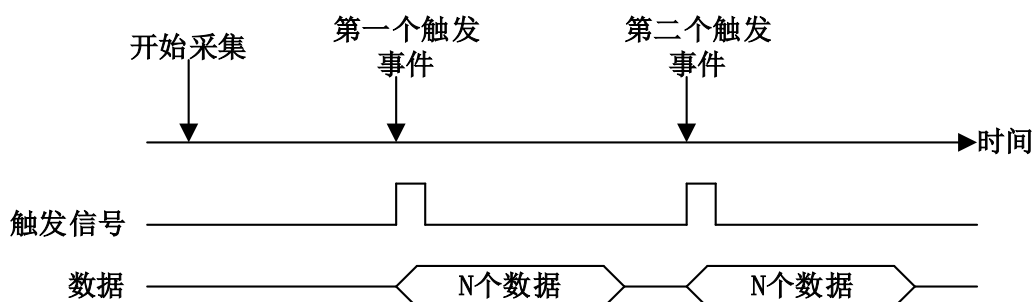 开始采集
第一个触发
事件
第二个触发
事件
时间
触发信号
数据
N个数据
N个数据